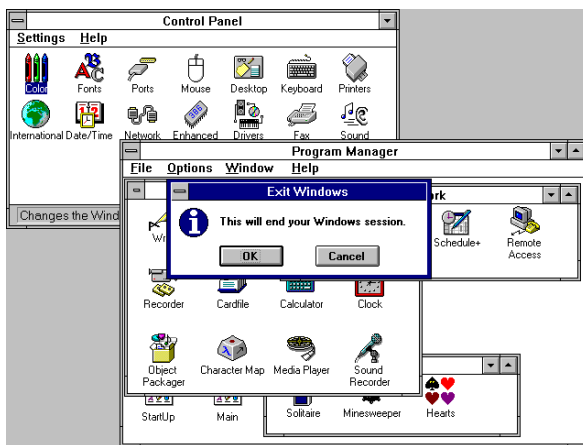 Control Panel
Settings Help
Color Fonts Ports Mouse Desktop Keyboard Printers
International Date/Time Network Enhanced Drivers Fax Sound
Changes the Wind
Program Manager
File Options Window Help
rk
Wr
Schedule+ Remote Access
Exit Windows
This will end your Windows session.
OK Cancel
Recorder Cardfile Calculator Clock
Object Packager Character Map Media Player Sound Recorder
StartUp Main Solitaire Minesweeper Hearts